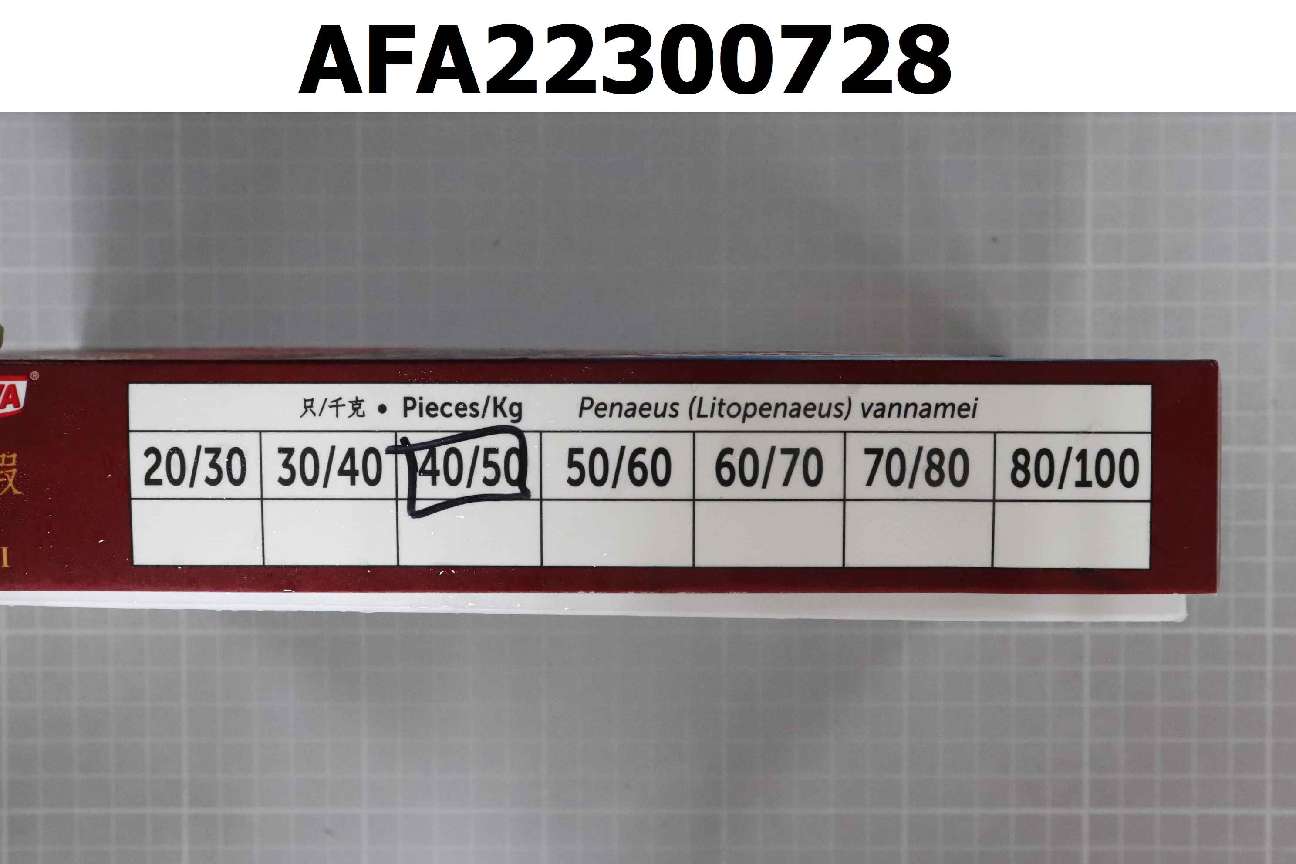 AFA22300728
®
只/千克 • Pieces/Kg Penaeus (Litopenaeus) vannamei
20/30 30/40 40/50 50/60 60/70 70/80 80/100